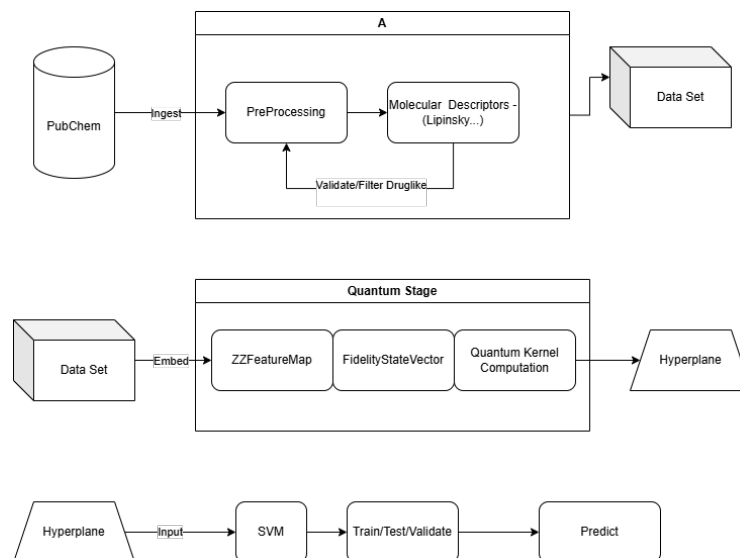 A
PubChem
Ingest
PreProcessing
Molecular Descriptors -
(Lipinsky...)
Validate/Filter Druglike
Data Set
Quantum Stage
Data Set
Embed
ZZFeatureMap
FidelityStateVector
Quantum Kernel
Computation
Hyperplane
Hyperplane
Input
SVM
Train/Test/Validate
Predict